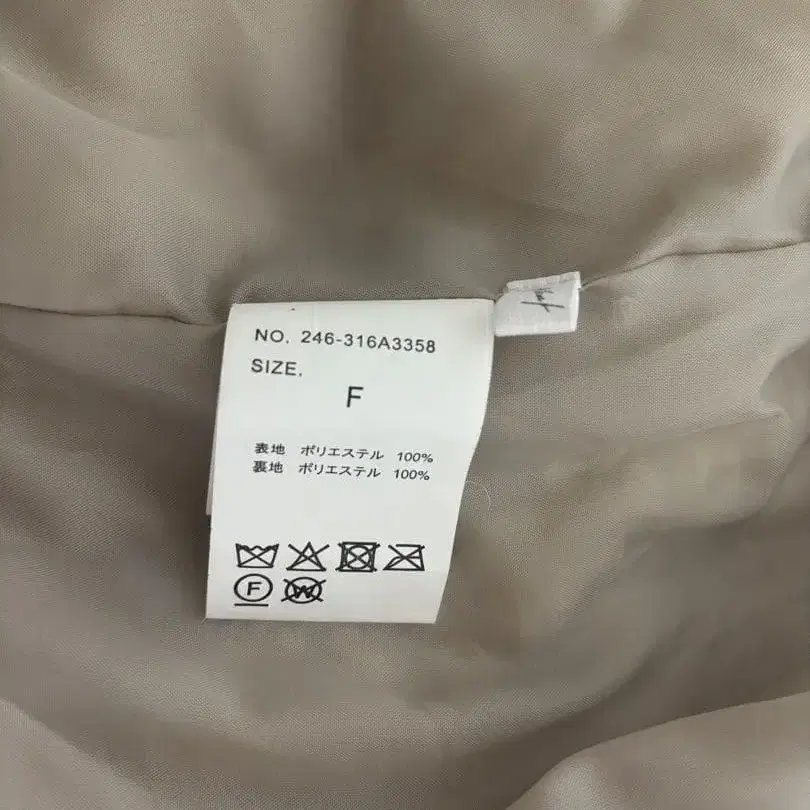 NO. 246-316A3358
SIZE.
F
表地 ポリエステル 100%
裏地 ポリエステル 100%
F
W